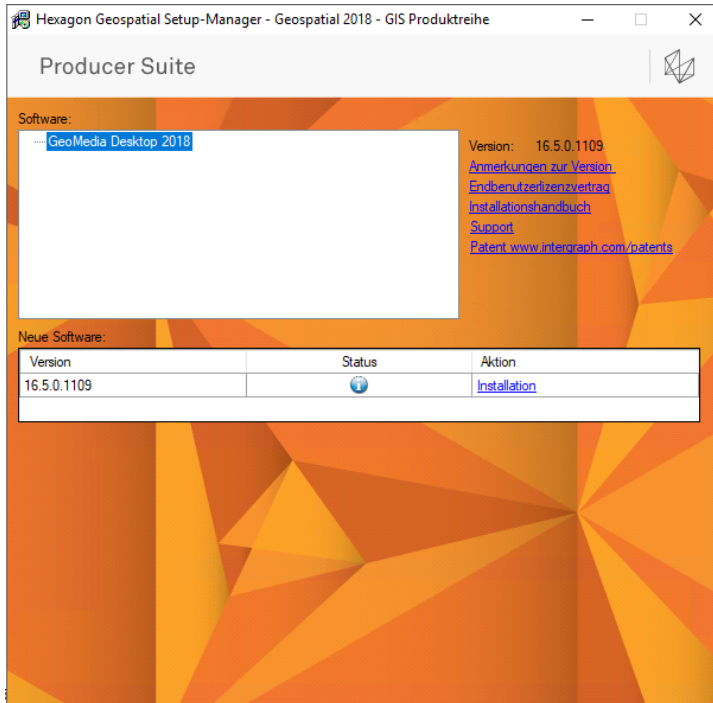 Hexagon Geospatial Setup-Manager - Geospatial 2018 - GIS Produktreihe
Producer Suite
Software:
GeoMedia Desktop 2018
Version: 16.5.0.1109
Anmerkungen zur Version
Endbenutzerlizenzvertrag
Installationshandbuch
Support
Patent www.intergraph.com/patents
Neue Software:
Version Status Aktion
16.5.0.1109 Installation